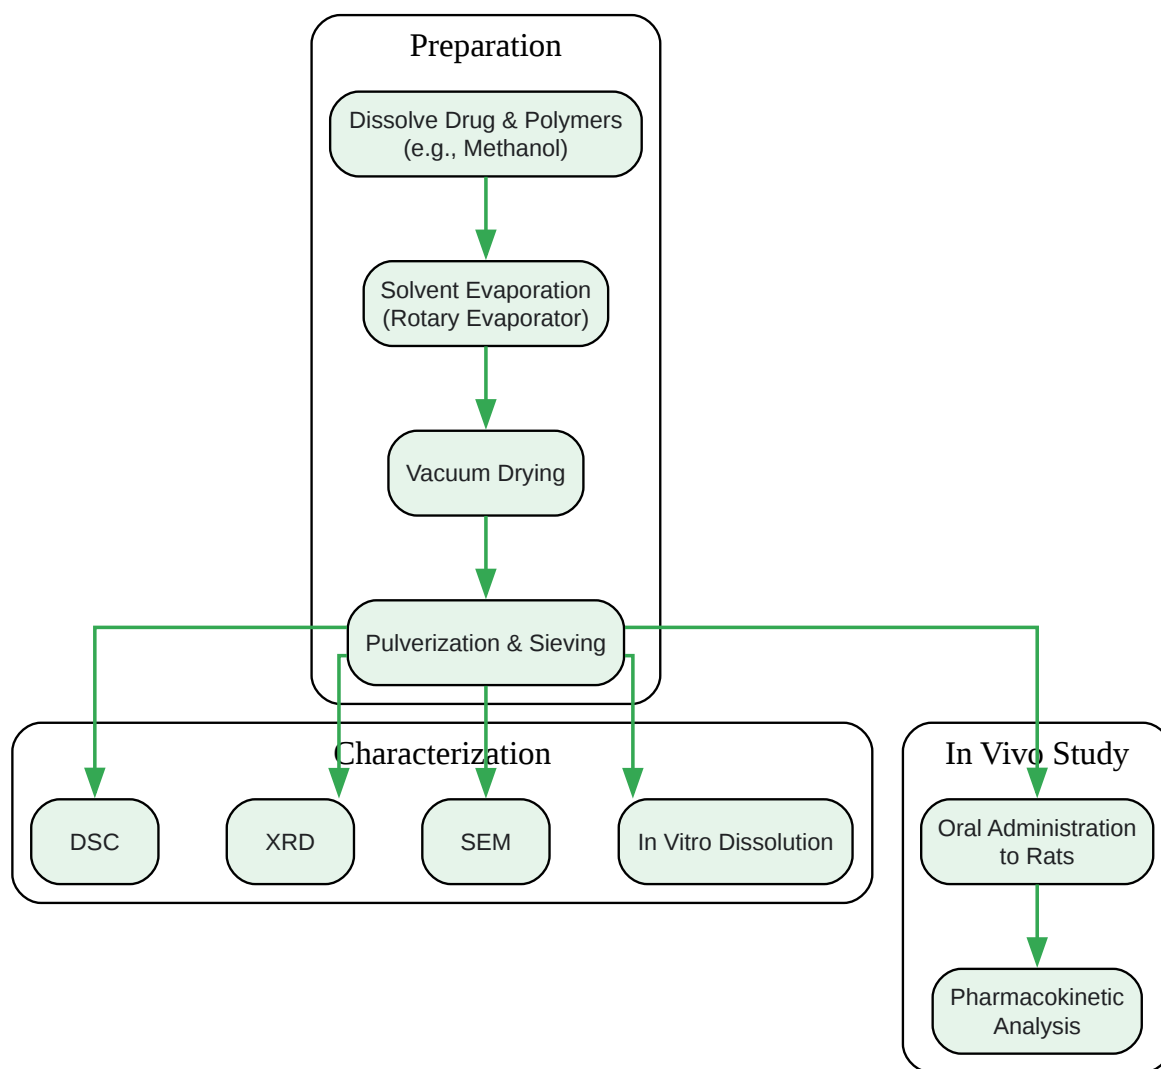 Preparation
Dissolve Drug & Polymers
(e.g., Methanol)
Solvent Evaporation
(Rotary Evaporator)
Vacuum Drying
Pulverization & Sieving
Characterization
DSC
XRD
SEM
In Vitro Dissolution
In Vivo Study
Oral Administration
to Rats
Pharmacokinetic
Analysis